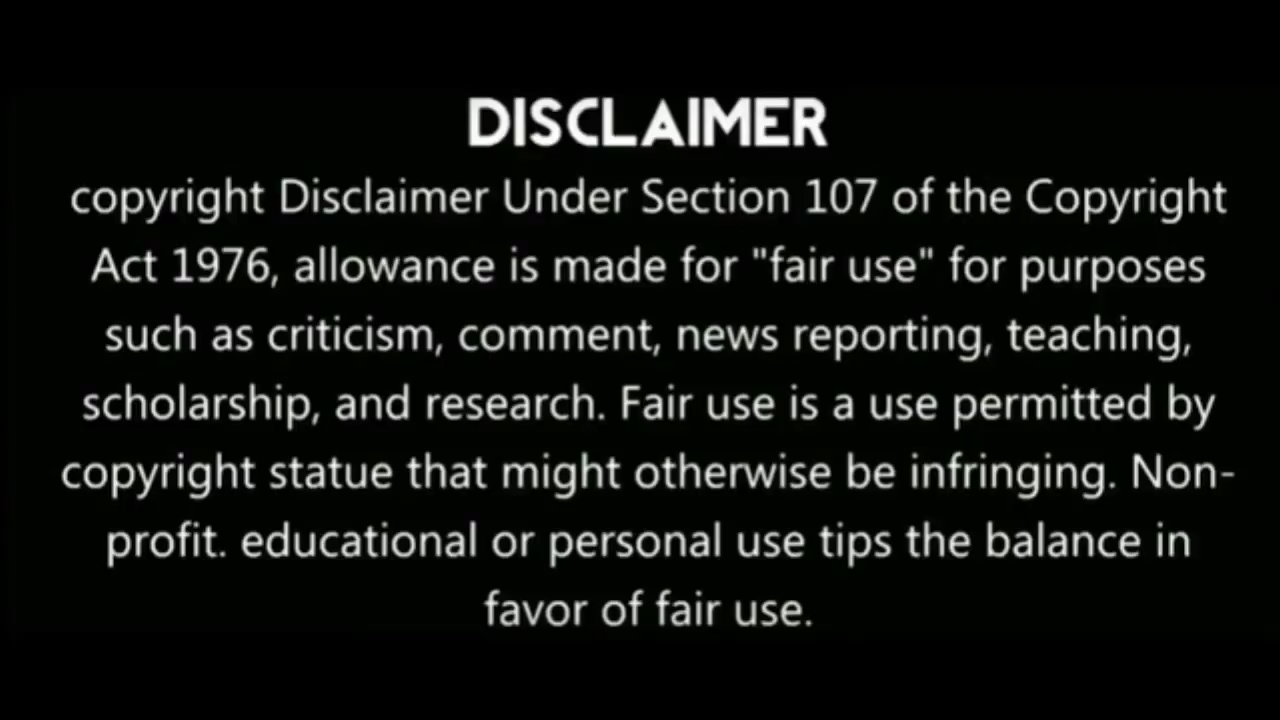 DISCLAIMER
copyright Disclaimer Under Section 107 of the Copyright
Act 1976, allowance is made for "fair use" for purposes
such as criticism, comment, news reporting, teaching,
scholarship, and research. Fair use is a use permitted by
copyright statue that might otherwise be infringing. Non-
profit. educational or personal use tips the balance in
favor of fair use.